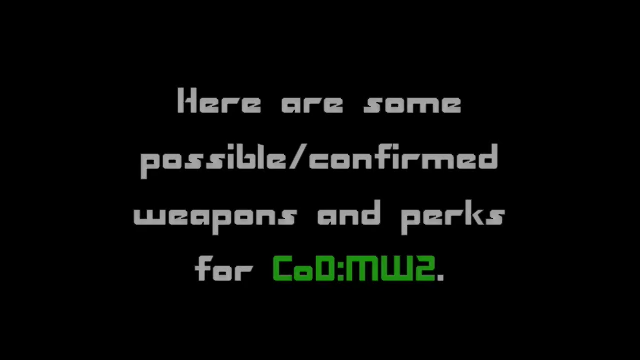 Here are some
possible/confirmed
weapons and perks
for CoD:MW2.